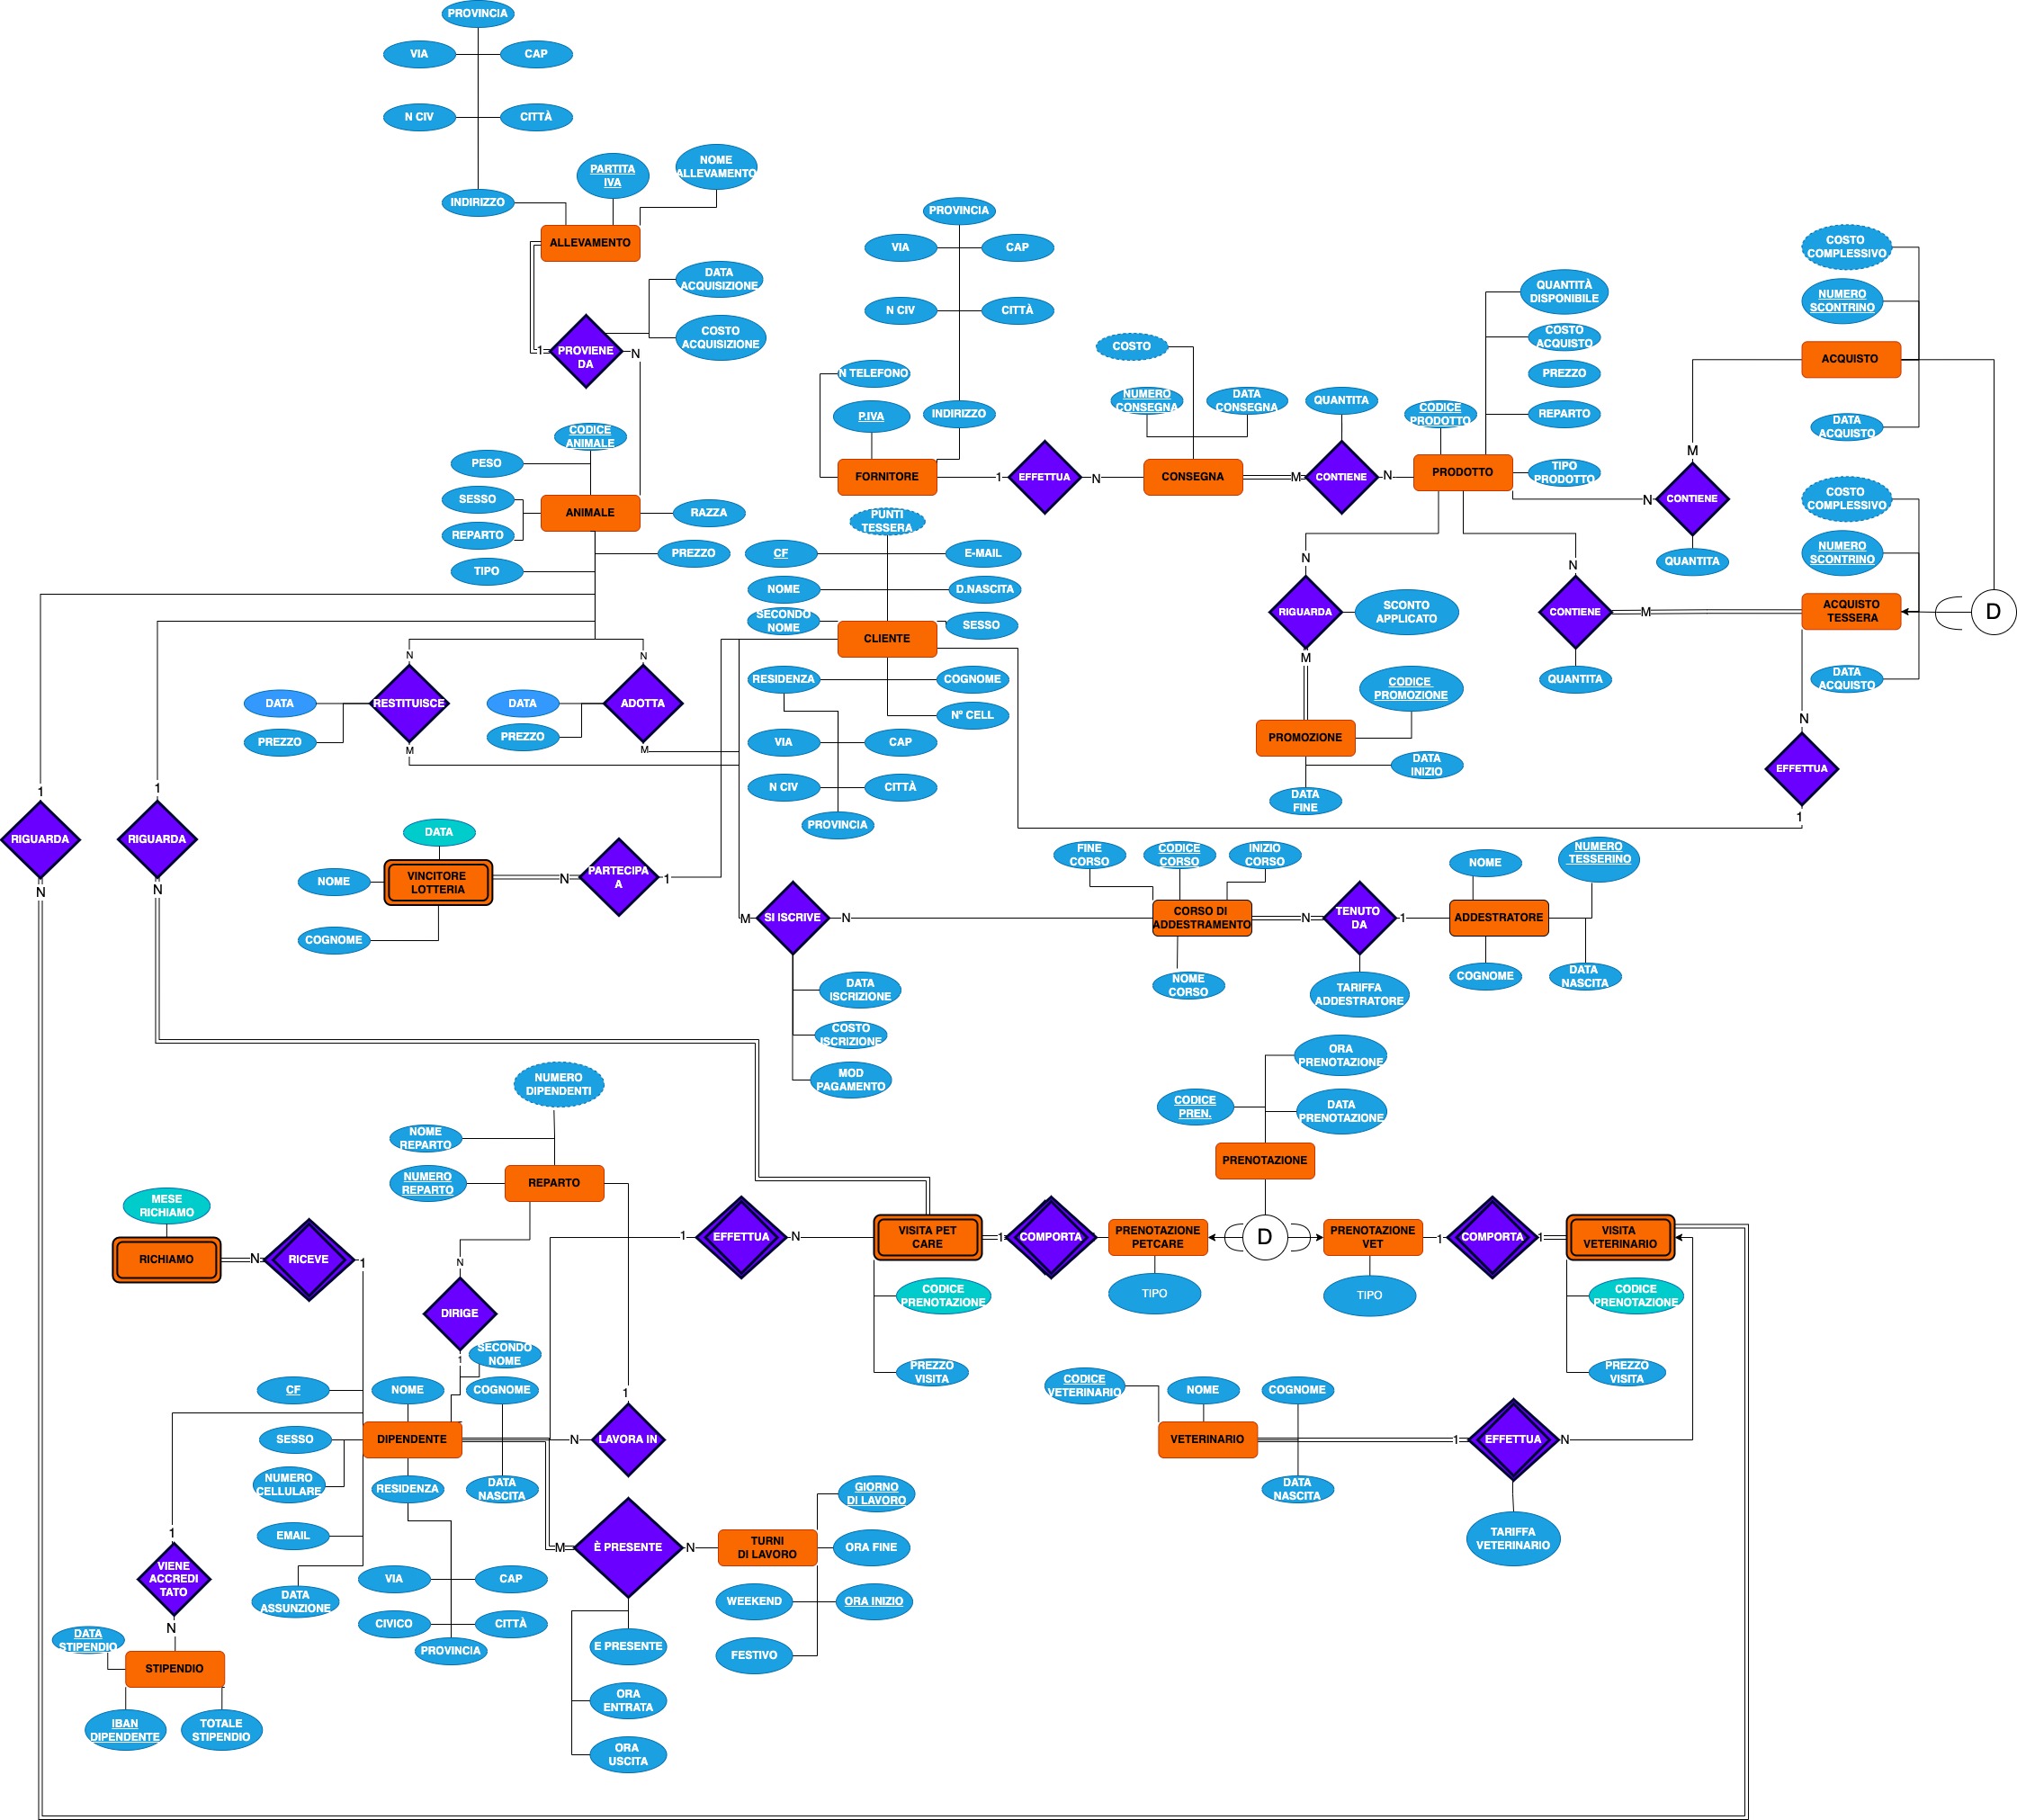 PROVINCIA
VIA
CAP
N CIV
CITTÀ
INDIRIZZO
PARTITA
IVA
NOME
ALLEVAMENTO
ALLEVAMENTO
DATA
ACQUISIZIONE
COSTO
ACQUISIZIONE
1
PROVIENE
DA
N
CODICE
ANIMALE
PESO
SESSO
REPARTO
TIPO
ANIMALE
RAZZA
PREZZO
PROVINCIA
VIA
CAP
N CIV
CITTÀ
N TELEFONO
P.IVA
INDIRIZZO
FORNITORE
1
EFFETTUA
N
COSTO
NUMERO
CONSEGNA
DATA
CONSEGNA
CONSEGNA
M
QUANTITA
CONTIENE
N
CODICE
PRODOTTO
QUANTITÀ
DISPONIBILE
COSTO
ACQUISTO
PREZZO
REPARTO
PRODOTTO
TIPO
PRODOTTO
COSTO
COMPLESSIVO
NUMERO
SCONTRINO
ACQUISTO
DATA
ACQUISTO
M
CONTIENE
N
QUANTITA
COSTO
COMPLESSIVO
NUMERO
SCONTRINO
ACQUISTO
TESSERA
D
DATA
ACQUISTO
N
RIGUARDA
M
SCONTO
APPLICATO
N
CONTIENE
M
QUANTITA
CODICE
PROMOZIONE
PROMOZIONE
DATA
INIZIO
DATA
FINE
N
EFFETTUA
1
PUNTI
TESSERA
CF
E-MAIL
NOME
D.NASCITA
SECONDO
NOME
SESSO
CLIENTE
RESIDENZA
COGNOME
N° CELL
VIA
CAP
N CIV
CITTÀ
PROVINCIA
N
RESTITUISCE
M
DATA
PREZZO
N
ADOTTA
M
DATA
PREZZO
1
RIGUARDA
N
1
RIGUARDA
N
DATA
NOME
VINCITORE
LOTTERIA
COGNOME
N
PARTECIPA
A
1
M
SI ISCRIVE
N
DATA
ISCRIZIONE
COSTO
ISCRIZIONE
MOD
PAGAMENTO
FINE
CORSO
CODICE
CORSO
INIZIO
CORSO
CORSO DI
ADDESTRAMENTO
NOME
CORSO
N
TENUTO
DA
1
TARIFFA
ADDESTRATORE
NOME
NUMERO
TESSERINO
ADDESTRATORE
COGNOME
DATA
NASCITA
ORA
PRENOTAZIONE
CODICE
PREN.
DATA
PRENOTAZIONE
PRENOTAZIONE
D
NUMERO
DIPENDENTI
NOME
REPARTO
NUMERO
REPARTO
REPARTO
MESE
RICHIAMO
RICHIAMO
N
RICEVE
1
N
DIRIGE
1
1
EFFETTUA
N
VISITA PET
CARE
1
COMPORTA
PRENOTAZIONE
PETCARE
TIPO
PRENOTAZIONE
VET
TIPO
1
COMPORTA
1
VISITA
VETERINARIO
CODICE
PRENOTAZIONE
PREZZO
VISITA
CODICE
PRENOTAZIONE
PREZZO
VISITA
SECONDO
NOME
CF
NOME
COGNOME
SESSO
DIPENDENTE
NUMERO
CELLULARE
RESIDENZA
DATA
NASCITA
EMAIL
DATA
ASSUNZIONE
VIA
CAP
CIVICO
CITTÀ
PROVINCIA
1
N
LAVORA IN
M
È PRESENTE
N
E PRESENTE
ORA
ENTRATA
ORA
USCITA
GIORNO
DI LAVORO
TURNI
DI LAVORO
ORA FINE
WEEKEND
ORA INIZIO
FESTIVO
CODICE
VETERINARIO
NOME
COGNOME
VETERINARIO
DATA
NASCITA
1
EFFETTUA
N
TARIFFA
VETERINARIO
1
VIENE
ACCREDI
TATO
N
DATA
STIPENDIO
STIPENDIO
IBAN
DIPENDENTE
TOTALE
STIPENDIO